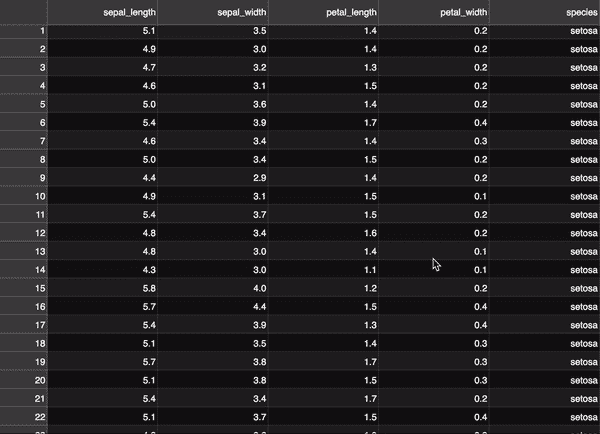 sepal_length sepal_width petal_length petal_width species
1 5.1 3.5 1.4 0.2 setosa
2 4.9 3.0 1.4 0.2 setosa
3 4.7 3.2 1.3 0.2 setosa
4 4.6 3.1 1.5 0.2 setosa
5 5.0 3.6 1.4 0.2 setosa
6 5.4 3.9 1.7 0.4 setosa
7 4.6 3.4 1.4 0.3 setosa
8 5.0 3.4 1.5 0.2 setosa
9 4.4 2.9 1.4 0.2 setosa
10 4.9 3.1 1.5 0.1 setosa
11 5.4 3.7 1.5 0.2 setosa
12 4.8 3.4 1.6 0.2 setosa
13 4.8 3.0 1.4 0.1 setosa
14 4.3 3.0 1.1 0.1 setosa
15 5.8 4.0 1.2 0.2 setosa
16 5.7 4.4 1.5 0.4 setosa
17 5.4 3.9 1.3 0.4 setosa
18 5.1 3.5 1.4 0.3 setosa
19 5.7 3.8 1.7 0.3 setosa
20 5.1 3.8 1.5 0.3 setosa
21 5.4 3.4 1.7 0.2 setosa
22 5.1 3.7 1.5 0.4 setosa